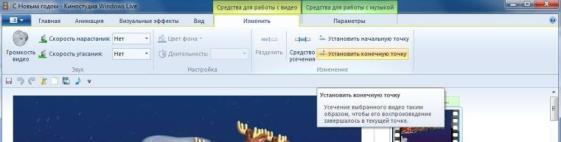 С Новым годом - Киностудия Windows Live
Средства для работы с видео
Средства для работы с музыкой
Главная
Анимация
Визуальные эффекты
Вид
Изменить
Параметры
Громкость видео
Скорость нарастания: Нет
Скорость угасания: Нет
Звук
Цвет фона
Длительность:
Настройка
Разделить
Средство усечения
Установить начальную точку
Установить конечную точку
Изменение
Установить конечную точку
Усечение выбранного видео таким
образом, чтобы его воспроизведение
завершалось в текущей точке.